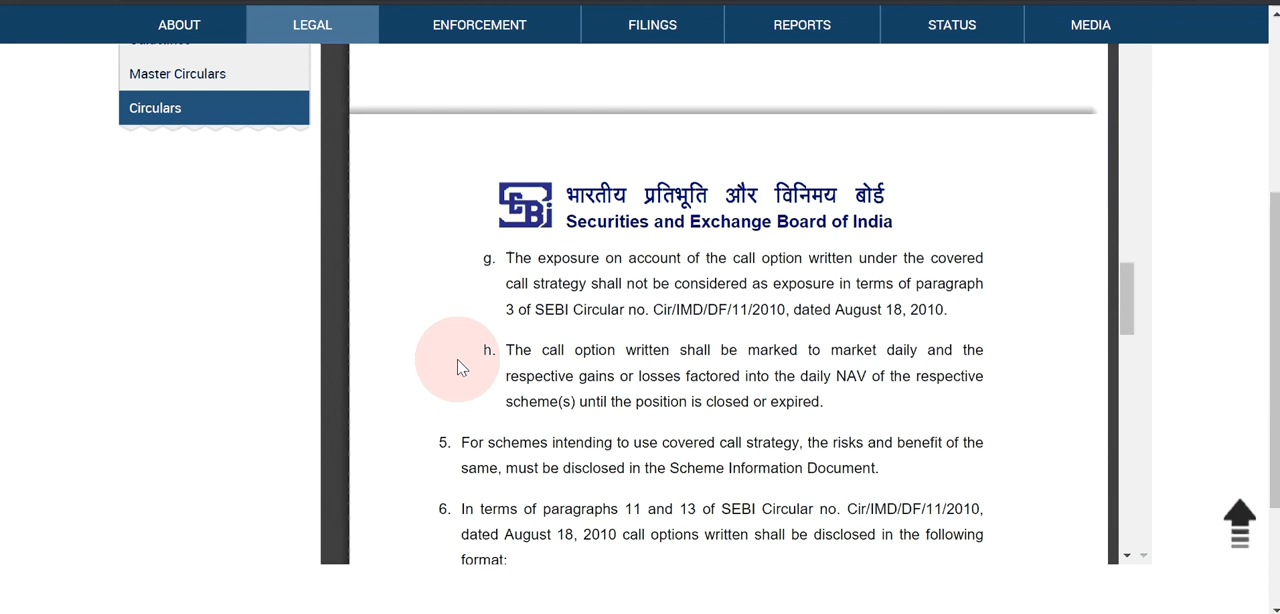 ABOUT LEGAL ENFORCEMENT FILINGS REPORTS STATUS MEDIA
Guidelines
Master Circulars
Circulars
भारतीय प्रतिभूति और विनिमय बोर्ड
Securities and Exchange Board of India
g. The exposure on account of the call option written under the covered
call strategy shall not be considered as exposure in terms of paragraph
3 of SEBI Circular no. Cir/IMD/DF/11/2010, dated August 18, 2010.
h. The call option written shall be marked to market daily and the
respective gains or losses factored into the daily NAV of the respective
scheme(s) until the position is closed or expired.
5. For schemes intending to use covered call strategy, the risks and benefit of the
same, must be disclosed in the Scheme Information Document.
6. In terms of paragraphs 11 and 13 of SEBI Circular no. Cir/IMD/DF/11/2010,
dated August 18, 2010 call options written shall be disclosed in the following
format: